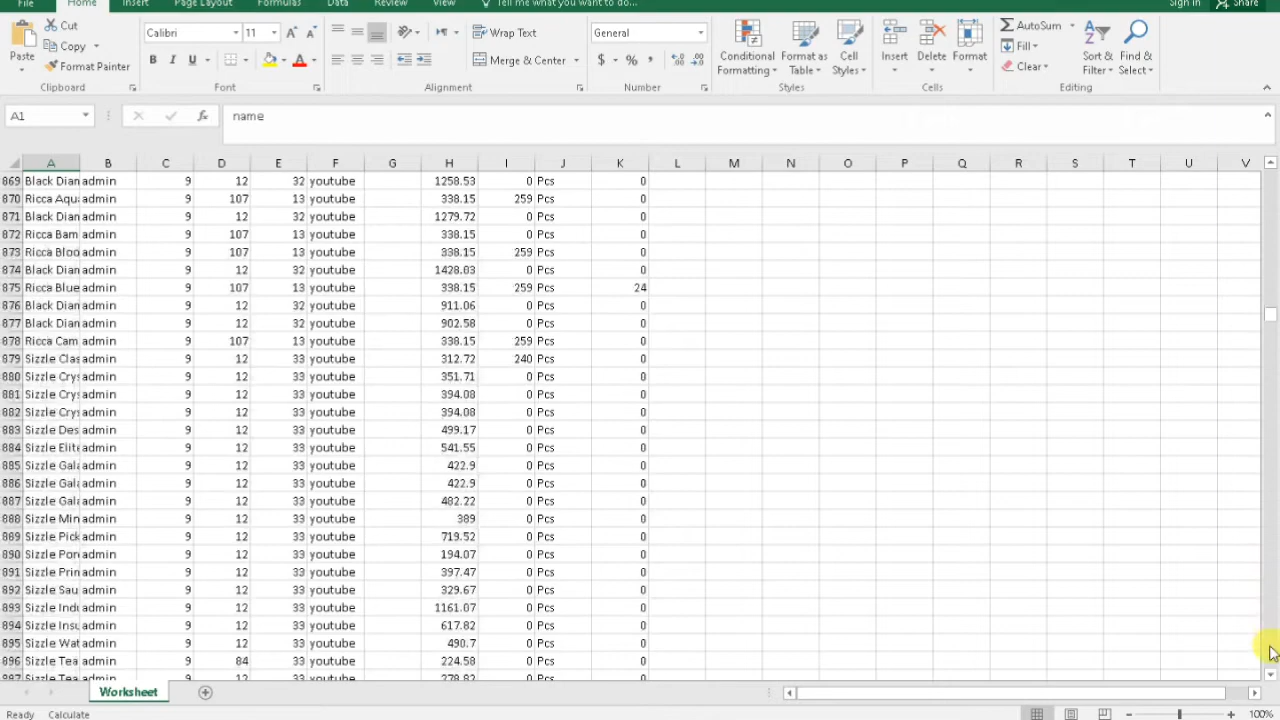 File Home Insert Page Layout Formulas Data Review View Tell me what you want to do... Sign in Share
Cut
Copy
Format Painter
Paste
Clipboard
Calibri 11
B I U
Font
Wrap Text
Merge & Center
Alignment
General
$ % ,
Number
Conditional Formatting
Format as Table
Cell Styles
Styles
Insert Delete Format
Cells
AutoSum
Fill
Clear
Sort & Filter
Find & Select
Editing
A1 fx name
A B C D E F G H I J K L M N O P Q R S T U V
869 Black Dian admin 9 12 32 youtube 1258.53 0 Pcs 0
870 Ricca Aqu admin 9 107 13 youtube 338.15 259 Pcs 0
871 Black Dian admin 9 12 32 youtube 1279.72 0 Pcs 0
872 Ricca Bam admin 9 107 13 youtube 338.15 0 Pcs 0
873 Ricca Bloo admin 9 107 13 youtube 338.15 259 Pcs 0
874 Black Dian admin 9 12 32 youtube 1428.03 0 Pcs 0
875 Ricca Blue admin 9 107 13 youtube 338.15 259 Pcs 24
876 Black Dian admin 9 12 32 youtube 911.06 0 Pcs 0
877 Black Dian admin 9 12 32 youtube 902.58 0 Pcs 0
878 Ricca Cam admin 9 107 13 youtube 338.15 259 Pcs 0
879 Sizzle Clas admin 9 12 33 youtube 312.72 240 Pcs 0
880 Sizzle Crys admin 9 12 33 youtube 351.71 0 Pcs 0
881 Sizzle Crys admin 9 12 33 youtube 394.08 0 Pcs 0
882 Sizzle Crys admin 9 12 33 youtube 394.08 0 Pcs 0
883 Sizzle Des admin 9 12 33 youtube 499.17 0 Pcs 0
884 Sizzle Elite admin 9 12 33 youtube 541.55 0 Pcs 0
885 Sizzle Gal admin 9 12 33 youtube 422.9 0 Pcs 0
886 Sizzle Gal admin 9 12 33 youtube 422.9 0 Pcs 0
887 Sizzle Gal admin 9 12 33 youtube 482.22 0 Pcs 0
888 Sizzle Min admin 9 12 33 youtube 389 0 Pcs 0
889 Sizzle Pick admin 9 12 33 youtube 719.52 0 Pcs 0
890 Sizzle Por admin 9 12 33 youtube 194.07 0 Pcs 0
891 Sizzle Prin admin 9 12 33 youtube 397.47 0 Pcs 0
892 Sizzle Sau admin 9 12 33 youtube 329.67 0 Pcs 0
893 Sizzle Indu admin 9 12 33 youtube 1161.07 0 Pcs 0
894 Sizzle Insu admin 9 12 33 youtube 617.82 0 Pcs 0
895 Sizzle Wat admin 9 12 33 youtube 490.7 0 Pcs 0
896 Sizzle Tea admin 9 84 33 youtube 224.58 0 Pcs 0
Sizzle Tea admin 9 12 33 youtube 278.82 0 Pcs 0
Worksheet
Ready Calculate 100%